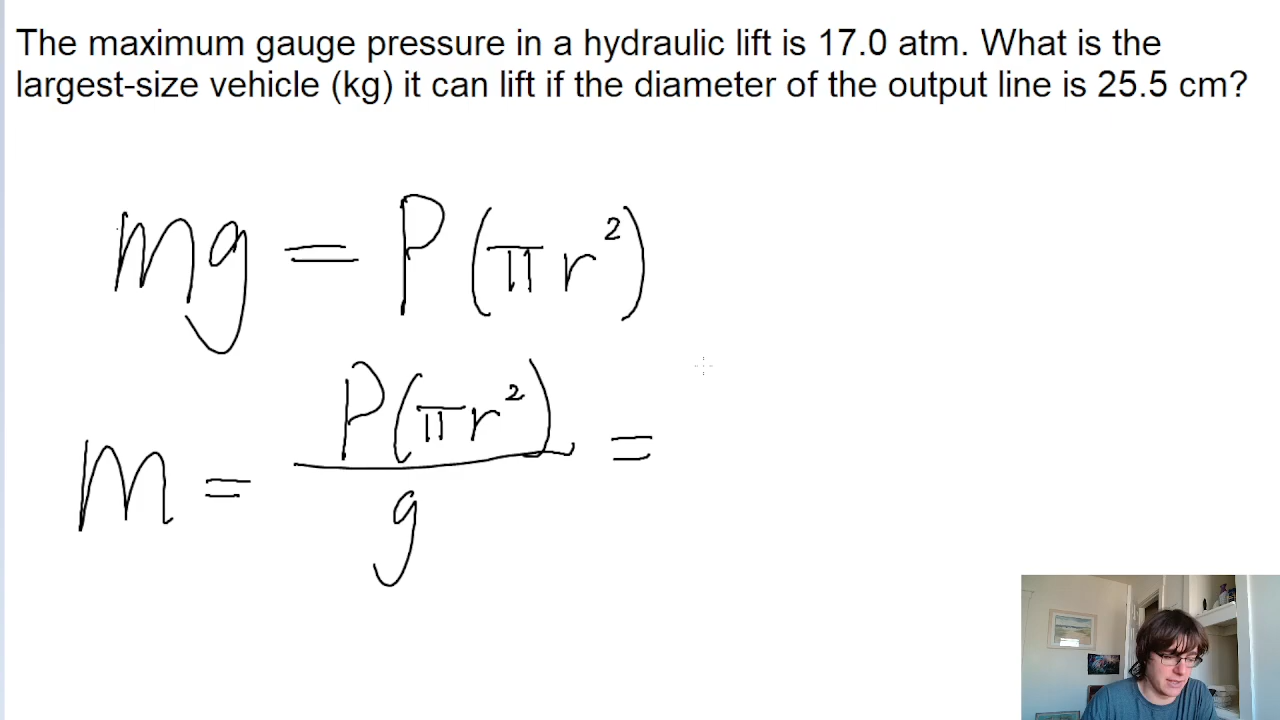 The maximum gauge pressure in a hydraulic lift is 17.0 atm. What is the
largest-size vehicle (kg) it can lift if the diameter of the output line is 25.5 cm?
mg = P(πr²)
m = P(πr²)/g =